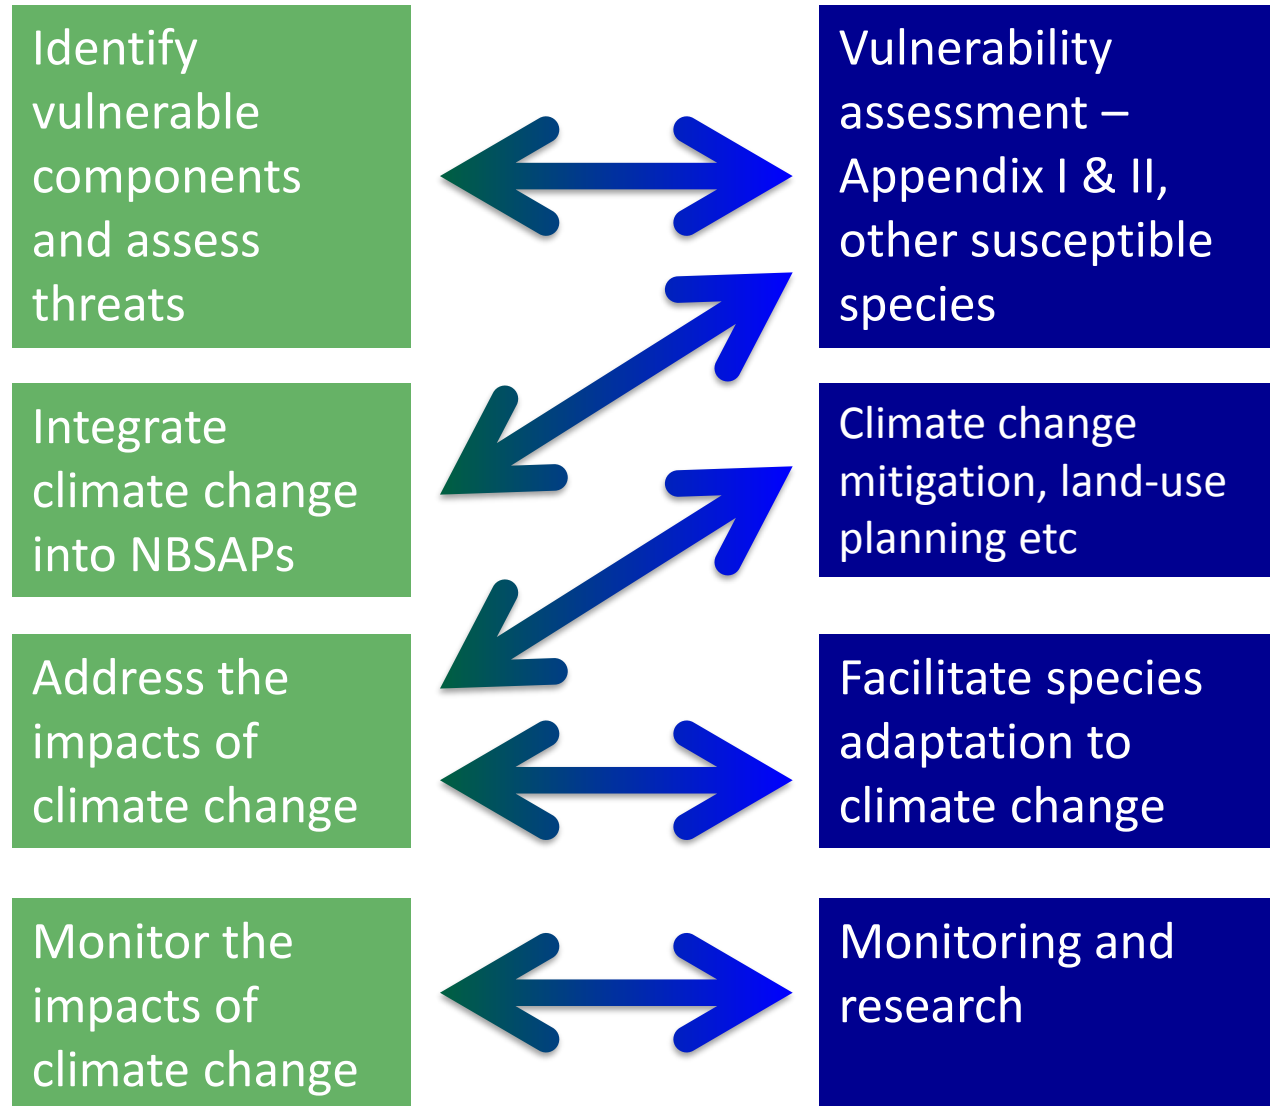 Identify
vulnerable
components
and assess
threats
Vulnerability
assessment –
Appendix I & II,
other susceptible
species
Integrate
climate change
into NBSAPs
Climate change
mitigation, land-use
planning etc
Address the
impacts of
climate change
Facilitate species
adaptation to
climate change
Monitor the
impacts of
climate change
Monitoring and
research